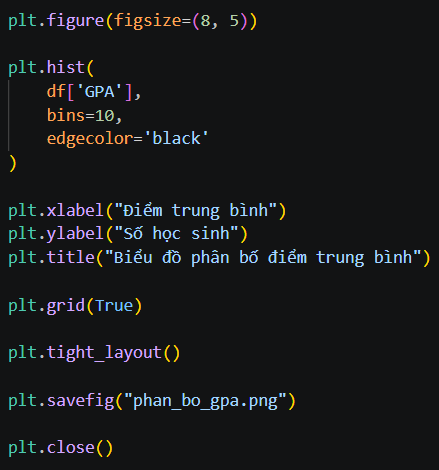 plt.figure(figsize=(8, 5))
plt.hist(
    df['GPA'],
    bins=10,
    edgecolor='black'
)
plt.xlabel("Điểm trung bình")
plt.ylabel("Số học sinh")
plt.title("Biểu đồ phân bố điểm trung bình")
plt.grid(True)
plt.tight_layout()
plt.savefig("phan_bo_gpa.png")
plt.close()